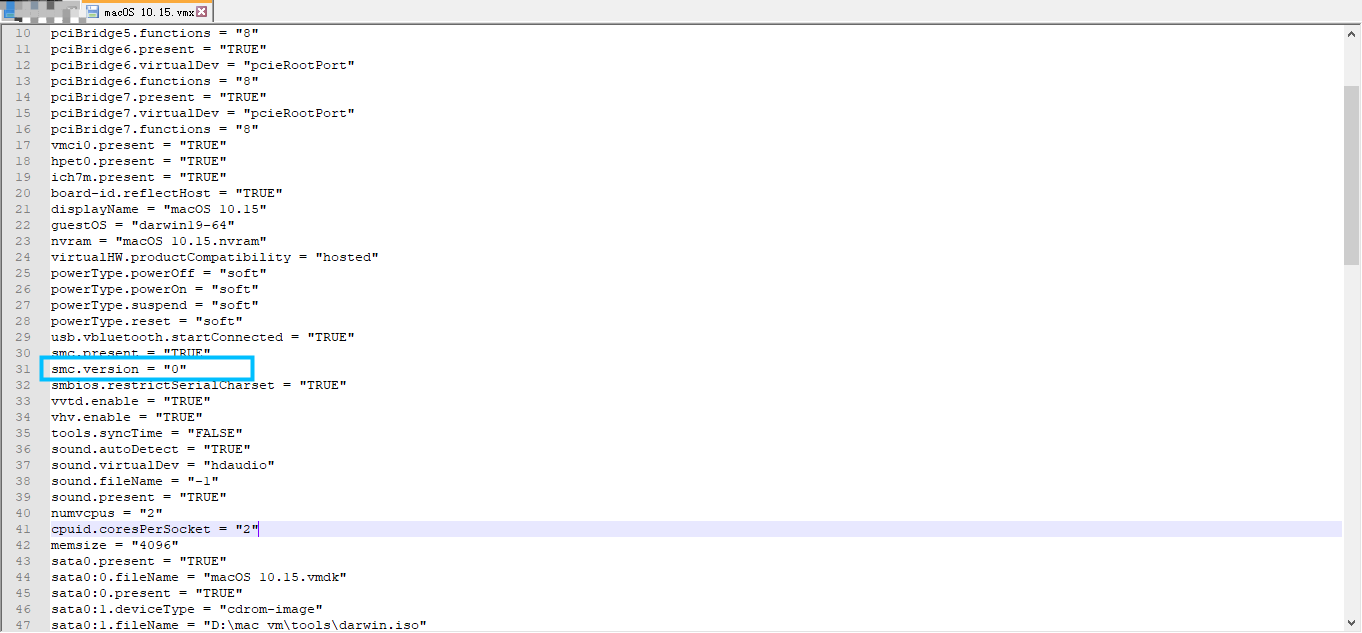 macOS 10.15.vmx
10 pciBridge5.functions = "8"
11 pciBridge6.present = "TRUE"
12 pciBridge6.virtualDev = "pcieRootPort"
13 pciBridge6.functions = "8"
14 pciBridge7.present = "TRUE"
15 pciBridge7.virtualDev = "pcieRootPort"
16 pciBridge7.functions = "8"
17 vmci0.present = "TRUE"
18 hpet0.present = "TRUE"
19 ich7m.present = "TRUE"
20 board-id.reflectHost = "TRUE"
21 displayName = "macOS 10.15"
22 guestOS = "darwin19-64"
23 nvram = "macOS 10.15.nvram"
24 virtualHW.productCompatibility = "hosted"
25 powerType.powerOff = "soft"
26 powerType.powerOn = "soft"
27 powerType.suspend = "soft"
28 powerType.reset = "soft"
29 usb.vbluetooth.startConnected = "TRUE"
30 smc.present = "TRUE"
31 smc.version = "0"
32 smbios.restrictSerialCharset = "TRUE"
33 vvtd.enable = "TRUE"
34 vhv.enable = "TRUE"
35 tools.syncTime = "FALSE"
36 sound.autoDetect = "TRUE"
37 sound.virtualDev = "hdaudio"
38 sound.fileName = "-1"
39 sound.present = "TRUE"
40 numvcpus = "2"
41 cpuid.coresPerSocket = "2"
42 memsize = "4096"
43 sata0.present = "TRUE"
44 sata0:0.fileName = "macOS 10.15.vmdk"
45 sata0:0.present = "TRUE"
46 sata0:1.deviceType = "cdrom-image"
47 sata0:1.fileName = "D:\mac vm\tools\darwin.iso"